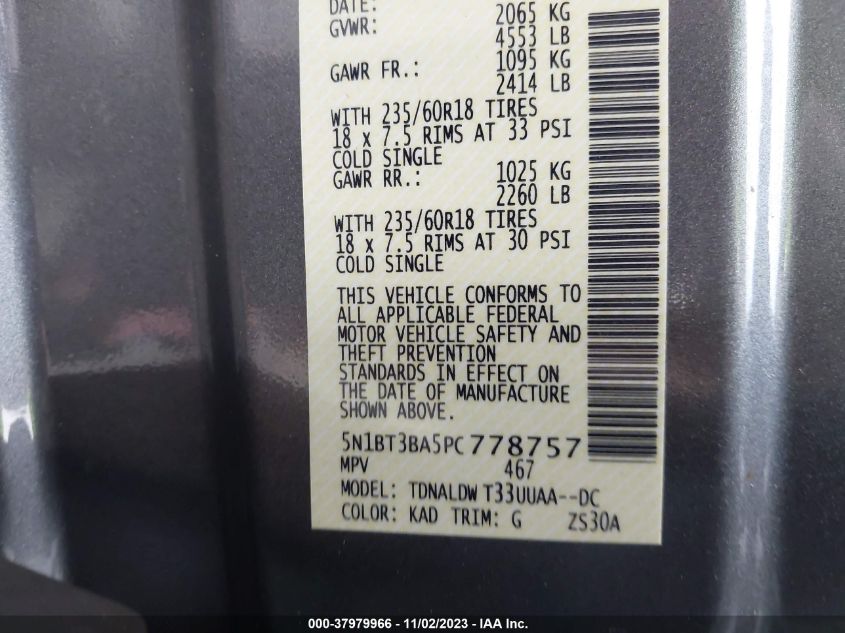 DATE:
GVWR: 2065 KG
4553 LB
GAWR FR.: 1095 KG
2414 LB
WITH 235/60R18 TIRES
18 x 7.5 RIMS AT 33 PSI
COLD SINGLE
GAWR RR.: 1025 KG
2260 LB
WITH 235/60R18 TIRES
18 x 7.5 RIMS AT 30 PSI
COLD SINGLE
THIS VEHICLE CONFORMS TO
ALL APPLICABLE FEDERAL
MOTOR VEHICLE SAFETY AND
THEFT PREVENTION
STANDARDS IN EFFECT ON
THE DATE OF MANUFACTURE
SHOWN ABOVE.
5N1BT3BA5PC778757
MPV 467
MODEL: TDNALDW T33UUAA--DC
COLOR: KAD TRIM: G ZS30A
000-37979966 - 11/02/2023 - IAA Inc.